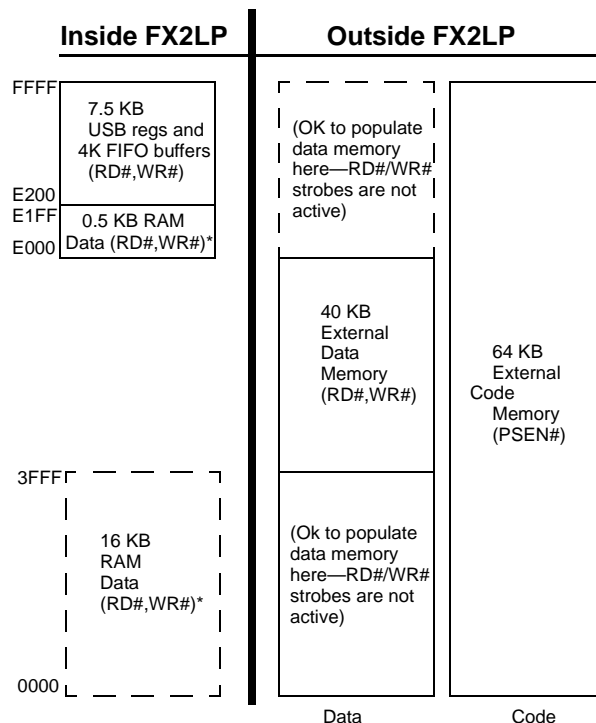 Inside FX2LP
Outside FX2LP
FFFF
7.5 KB
USB regs and
4K FIFO buffers
(RD#,WR#)
E200
E1FF
0.5 KB RAM
Data (RD#,WR#)*
E000
(OK to populate
data memory
here—RD#/WR#
strobes are not
active)
40 KB
External
Data
Memory
(RD#,WR#)
64 KB
External
Code
Memory
(PSEN#)
3FFF
16 KB
RAM
Data
(RD#,WR#)*
(Ok to populate
data memory
here—RD#/WR#
strobes are not
active)
0000
Data
Code